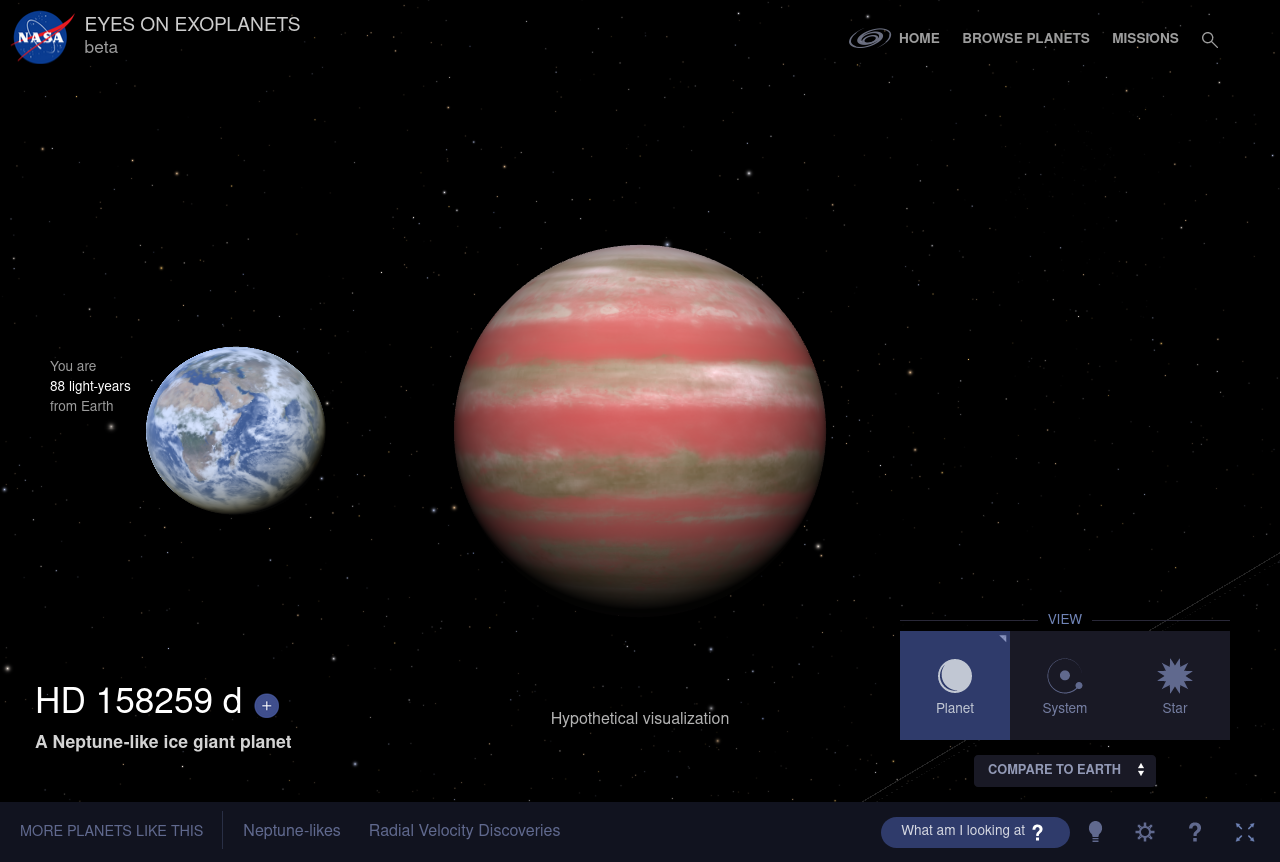 NASA
EYES ON EXOPLANETS
beta
HOME
BROWSE PLANETS
MISSIONS
You are
88 light-years
from Earth
HD 158259 d +
A Neptune-like ice giant planet
Hypothetical visualization
VIEW
Planet
System
Star
COMPARE TO EARTH
MORE PLANETS LIKE THIS
Neptune-likes
Radial Velocity Discoveries
What am I looking at ?
?